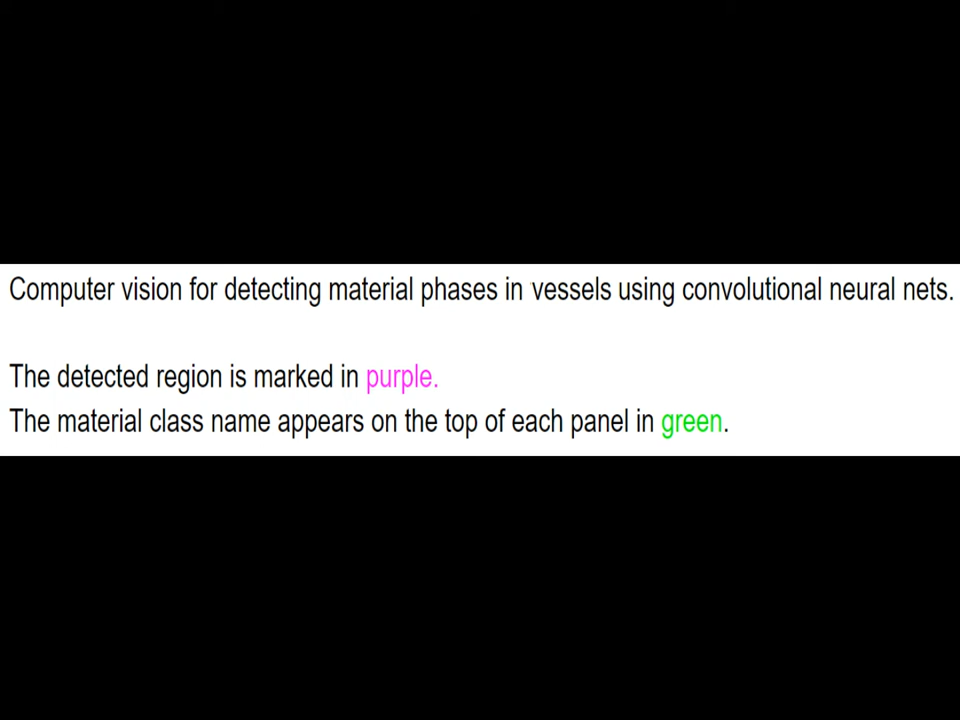 Computer vision for detecting material phases in vessels using convolutional neural nets.
The detected region is marked in purple.
The material class name appears on the top of each panel in green.